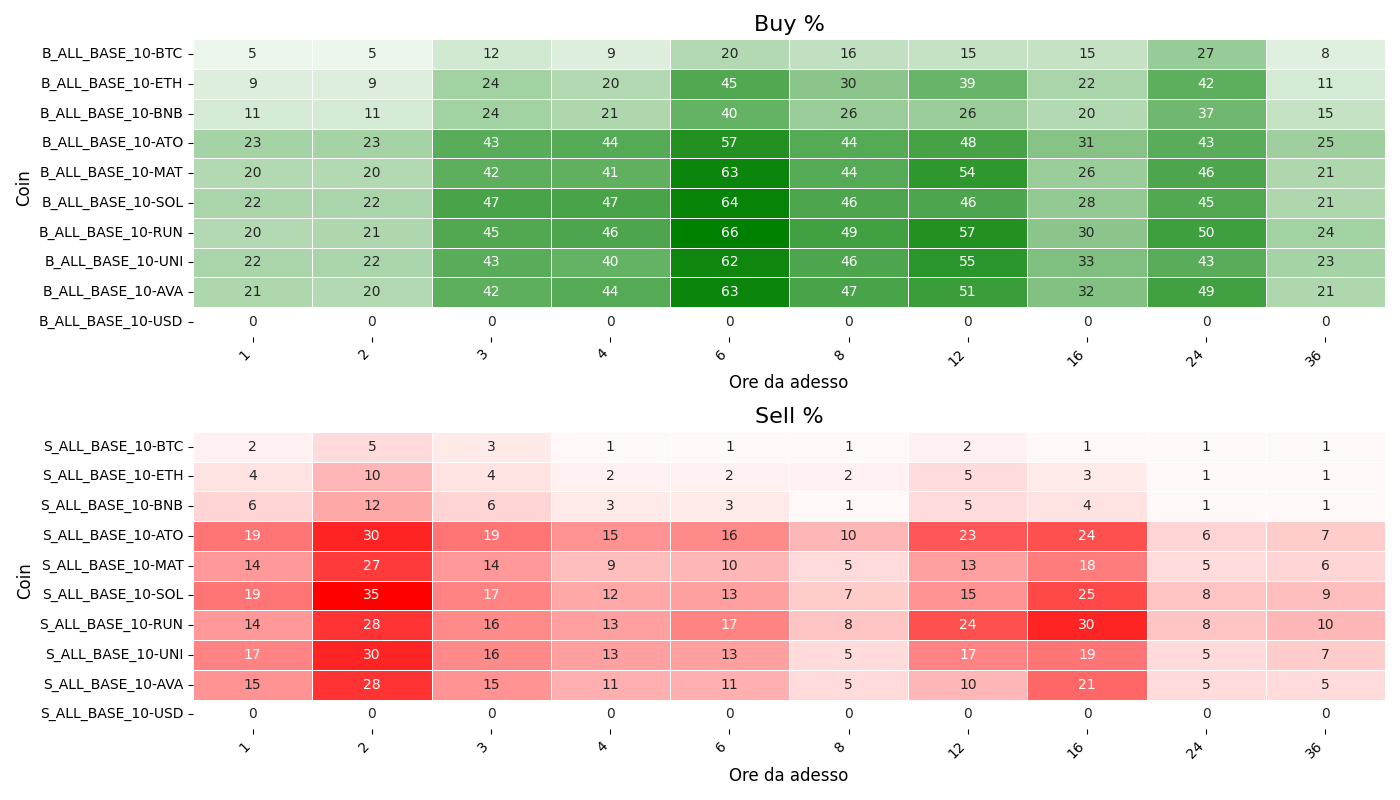 Buy %
Coin
B_ALL_BASE_10-BTC 5 5 12 9 20 16 15 15 27 8
B_ALL_BASE_10-ETH 9 9 24 20 45 30 39 22 42 11
B_ALL_BASE_10-BNB 11 11 24 21 40 26 26 20 37 15
B_ALL_BASE_10-ATO 23 23 43 44 57 44 48 31 43 25
B_ALL_BASE_10-MAT 20 20 42 41 63 44 54 26 46 21
B_ALL_BASE_10-SOL 22 22 47 47 64 46 46 28 45 21
B_ALL_BASE_10-RUN 20 21 45 46 66 49 57 30 50 24
B_ALL_BASE_10-UNI 22 22 43 40 62 46 55 33 43 23
B_ALL_BASE_10-AVA 21 20 42 44 63 47 51 32 49 21
B_ALL_BASE_10-USD 0 0 0 0 0 0 0 0 0 0
1 2 3 4 6 8 12 16 24 36
Ore da adesso
Sell %
Coin
S_ALL_BASE_10-BTC 2 5 3 1 1 1 2 1 1 1
S_ALL_BASE_10-ETH 4 10 4 2 2 2 5 3 1 1
S_ALL_BASE_10-BNB 6 12 6 3 3 1 5 4 1 1
S_ALL_BASE_10-ATO 19 30 19 15 16 10 23 24 6 7
S_ALL_BASE_10-MAT 14 27 14 9 10 5 13 18 5 6
S_ALL_BASE_10-SOL 19 35 17 12 13 7 15 25 8 9
S_ALL_BASE_10-RUN 14 28 16 13 17 8 24 30 8 10
S_ALL_BASE_10-UNI 17 30 16 13 13 5 17 19 5 7
S_ALL_BASE_10-AVA 15 28 15 11 11 5 10 21 5 5
S_ALL_BASE_10-USD 0 0 0 0 0 0 0 0 0 0
1 2 3 4 6 8 12 16 24 36
Ore da adesso